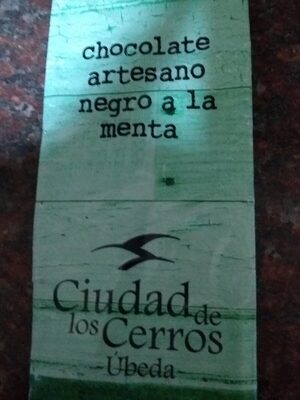 chocolate
artesano
negro a la
menta
Ciudad de
los Cerros
-Úbeda-